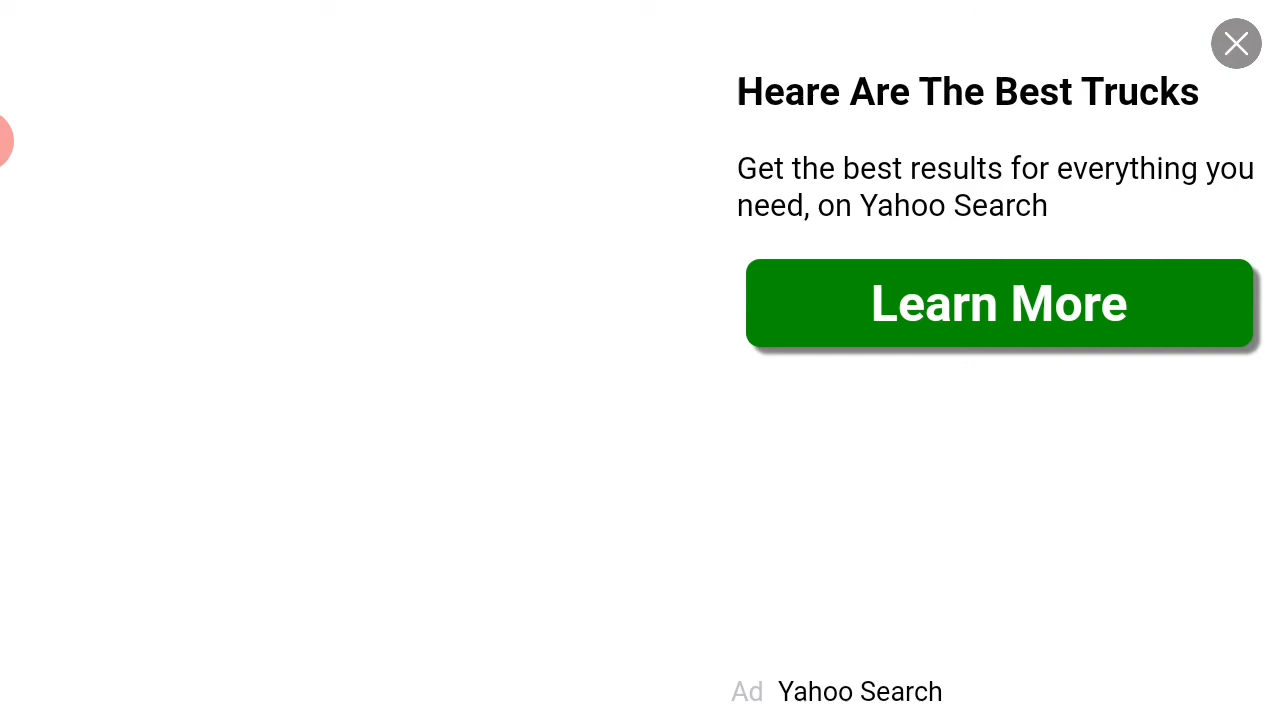 Heare Are The Best Trucks
Get the best results for everything you
need, on Yahoo Search
Learn More
Ad Yahoo Search